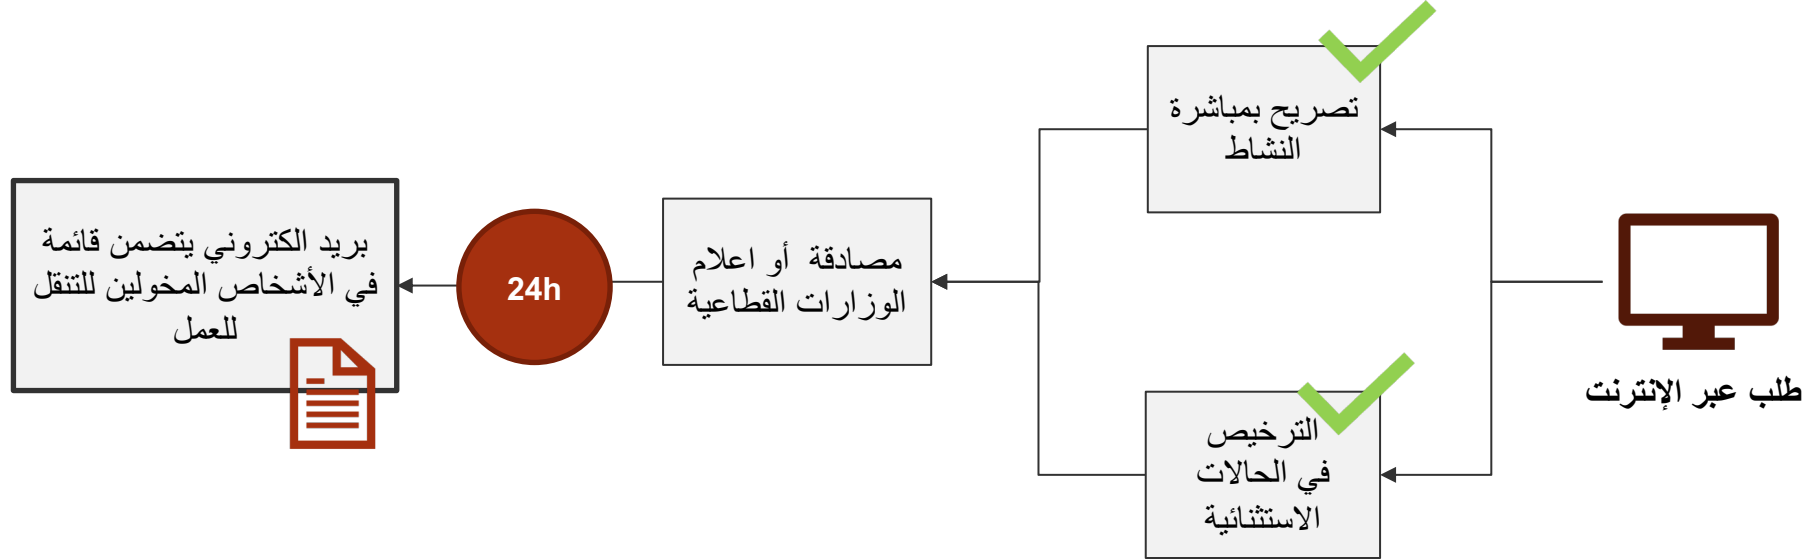 طلب عبر الإنترنت
تصريح بمباشرة
النشاط
الترخيص
في الحالات
الاستثنائية
مصادقة أو اعلام
الوزارات القطاعية
24h
بريد الكتروني يتضمن قائمة
في الأشخاص المخولين للتنقل
للعمل